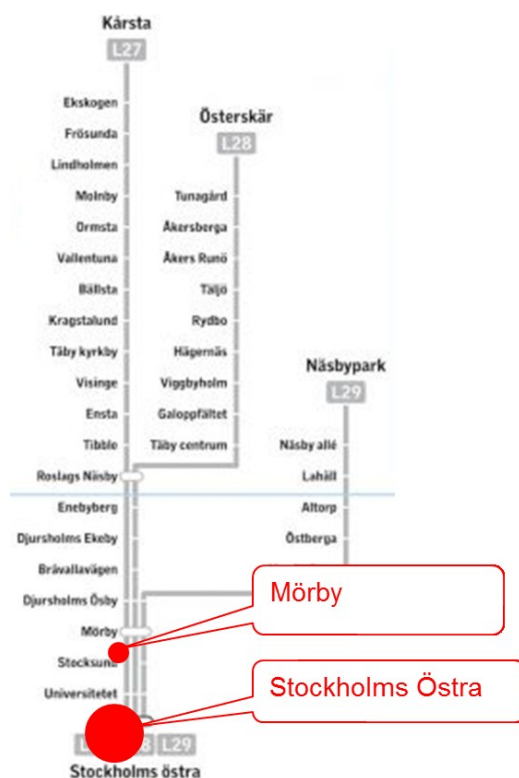 Kårsta
L27
Ekskogen
Österskär
Frösunda
L28
Lindholmen
Molnby
Tunagård
Ormsta
Åkersberga
Vallentuna
Åkers Runö
Bällsta
Täljö
Kragstalund
Rydbo
Täby kyrkby
Hägernäs
Näsbypark
Visinge
Viggbyholm
L29
Ensta
Galoppfältet
Tibble
Täby centrum
Näsby allé
Roslags Näsby
Lahäll
Enebyberg
Altorp
Djursholms Ekeby
Östberga
Bråvallavägen
Mörby
Djursholms Ösby
Mörby
Stocksund
Stockholms Östra
Universitetet
L29
Stockholms östra